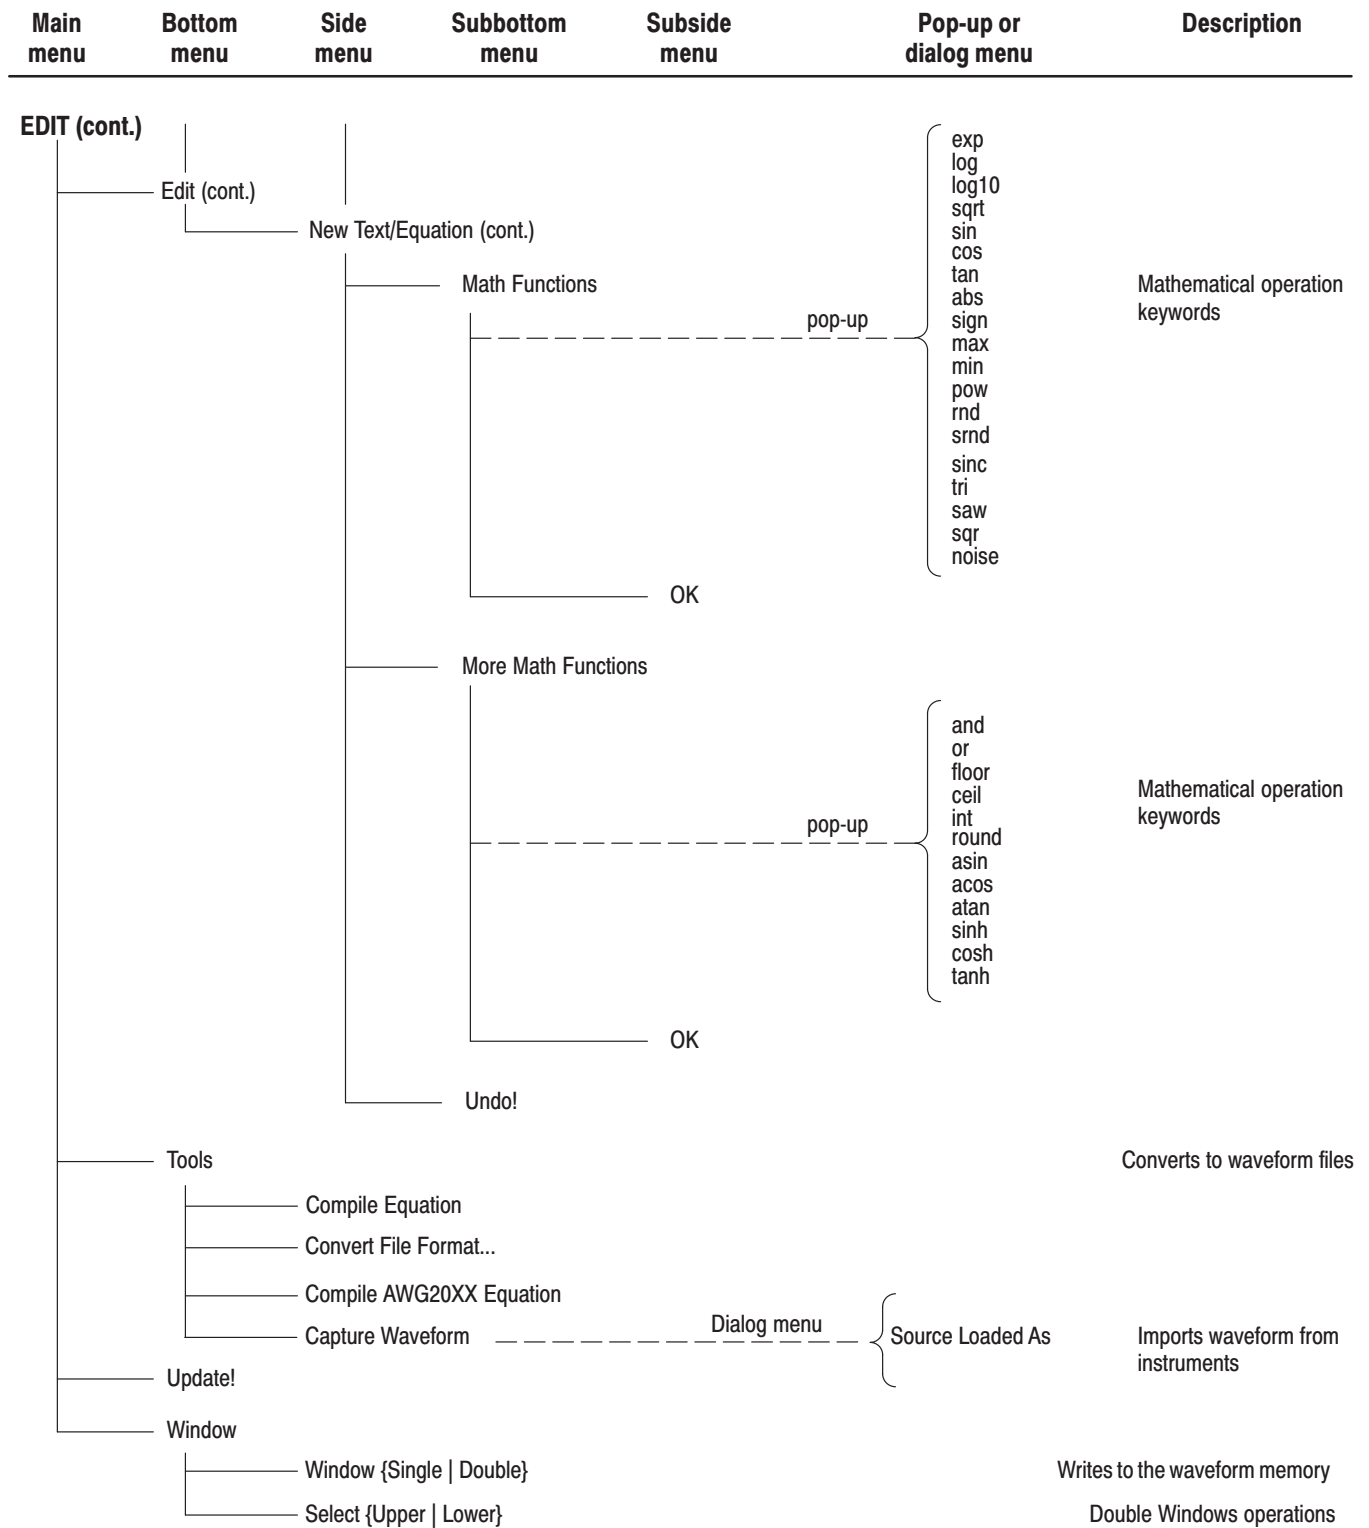 Main menu
Bottom menu
Side menu
Subbottom menu
Subside menu
Pop-up or dialog menu
Description
EDIT (cont.)
Edit (cont.)
New Text/Equation (cont.)
Math Functions
pop-up
exp
log
log10
sqrt
sin
cos
tan
abs
sign
max
min
pow
rnd
srnd
sinc
tri
saw
sqr
noise
Mathematical operation
keywords
OK
More Math Functions
pop-up
and
or
floor
ceil
int
round
asin
acos
atan
sinh
cosh
tanh
Mathematical operation
keywords
OK
Undo!
Tools
Converts to waveform files
Compile Equation
Convert File Format...
Compile AWG20XX Equation
Capture Waveform
Dialog menu
Source Loaded As
Imports waveform from
instruments
Update!
Window
Window {Single | Double}
Writes to the waveform memory
Select {Upper | Lower}
Double Windows operations